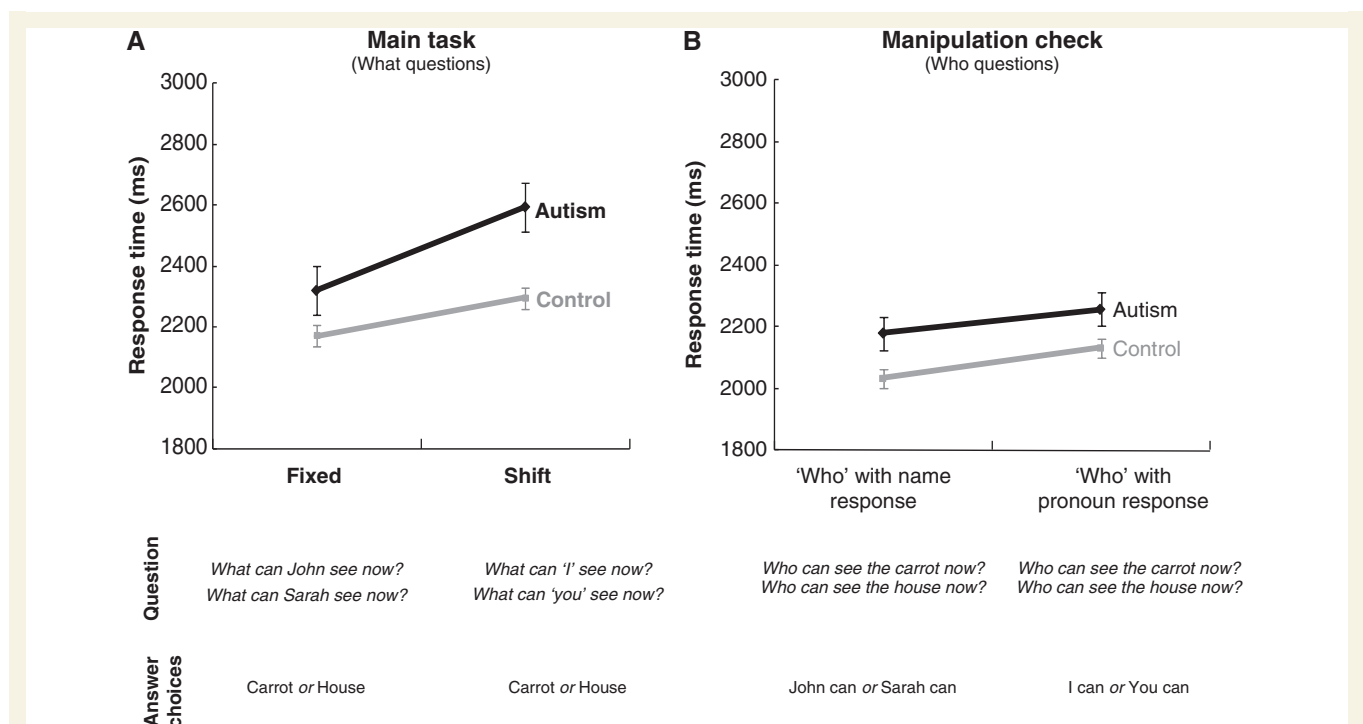 A
Main task
(What questions)
3000
2800
2600
2400
2200
2000
1800
Response time (ms)
Autism
Control
Fixed
Shift
B
Manipulation check
(Who questions)
3000
2800
2600
2400
2200
2000
1800
Response time (ms)
Autism
Control
‘Who’ with name
response
‘Who’ with
pronoun response
Question
What can John see now?
What can Sarah see now?
What can ‘I’ see now?
What can ‘you’ see now?
Who can see the carrot now?
Who can see the house now?
Who can see the carrot now?
Who can see the house now?
Answer
choices
Carrot or House
Carrot or House
John can or Sarah can
I can or You can